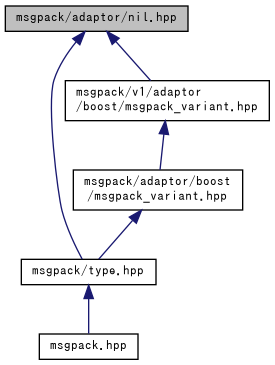 msgpack/adaptor/nil.hpp
msgpack/v1/adaptor
/boost/msgpack_variant.hpp
msgpack/adaptor/boost
/msgpack_variant.hpp
msgpack/type.hpp
msgpack.hpp